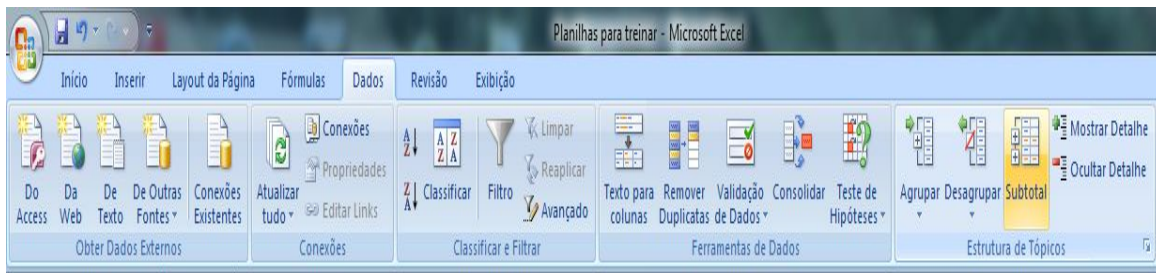 Planilhas para treinar - Microsoft Excel
Início Inserir Layout da Página Fórmulas Dados Revisão Exibição
Do Access
Da Web
De Texto
De Outras Fontes
Conexões Existentes
Obter Dados Externos
Atualizar tudo
Conexões
Propriedades
Editar Links
Conexões
A Z
Z A
A Z
Z A
Classificar
Filtro
Limpar
Reaplicar
Avançado
Classificar e Filtrar
Texto para colunas
Remover Duplicatas
Validação de Dados
Consolidar
Teste de Hipóteses
Ferramentas de Dados
Agrupar
Desagrupar
Subtotal
Mostrar Detalhe
Ocultar Detalhe
Estrutura de Tópicos